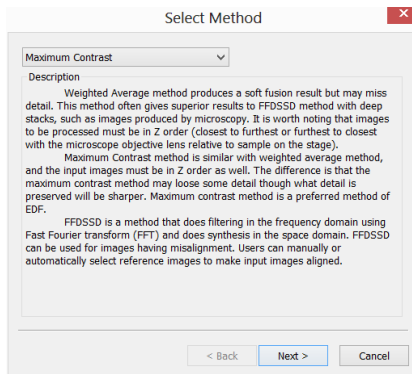 Select Method
Maximum Contrast
Description
Weighted Average method produces a soft fusion result but may miss
detail. This method often gives superior results to FFDSSD method with deep
stacks, such as images produced by microscopy. It is worth noting that images
to be processed must be in Z order (closest to furthest or furthest to closest
with the microscope objective lens relative to sample on the stage).
Maximum Contrast method is similar with weighted average method,
and the input images must be in Z order as well. The difference is that the
maximum contrast method may loose some detail though what detail is
preserved will be sharper. Maximum contrast method is a preferred method of
EDF.
FFDSSD is a method that does filtering in the frequency domain using
Fast Fourier transform (FFT) and does synthesis in the space domain. FFDSSD
can be used for images having misalignment. Users can manually or
automatically select reference images to make input images aligned.
< Back Next > Cancel